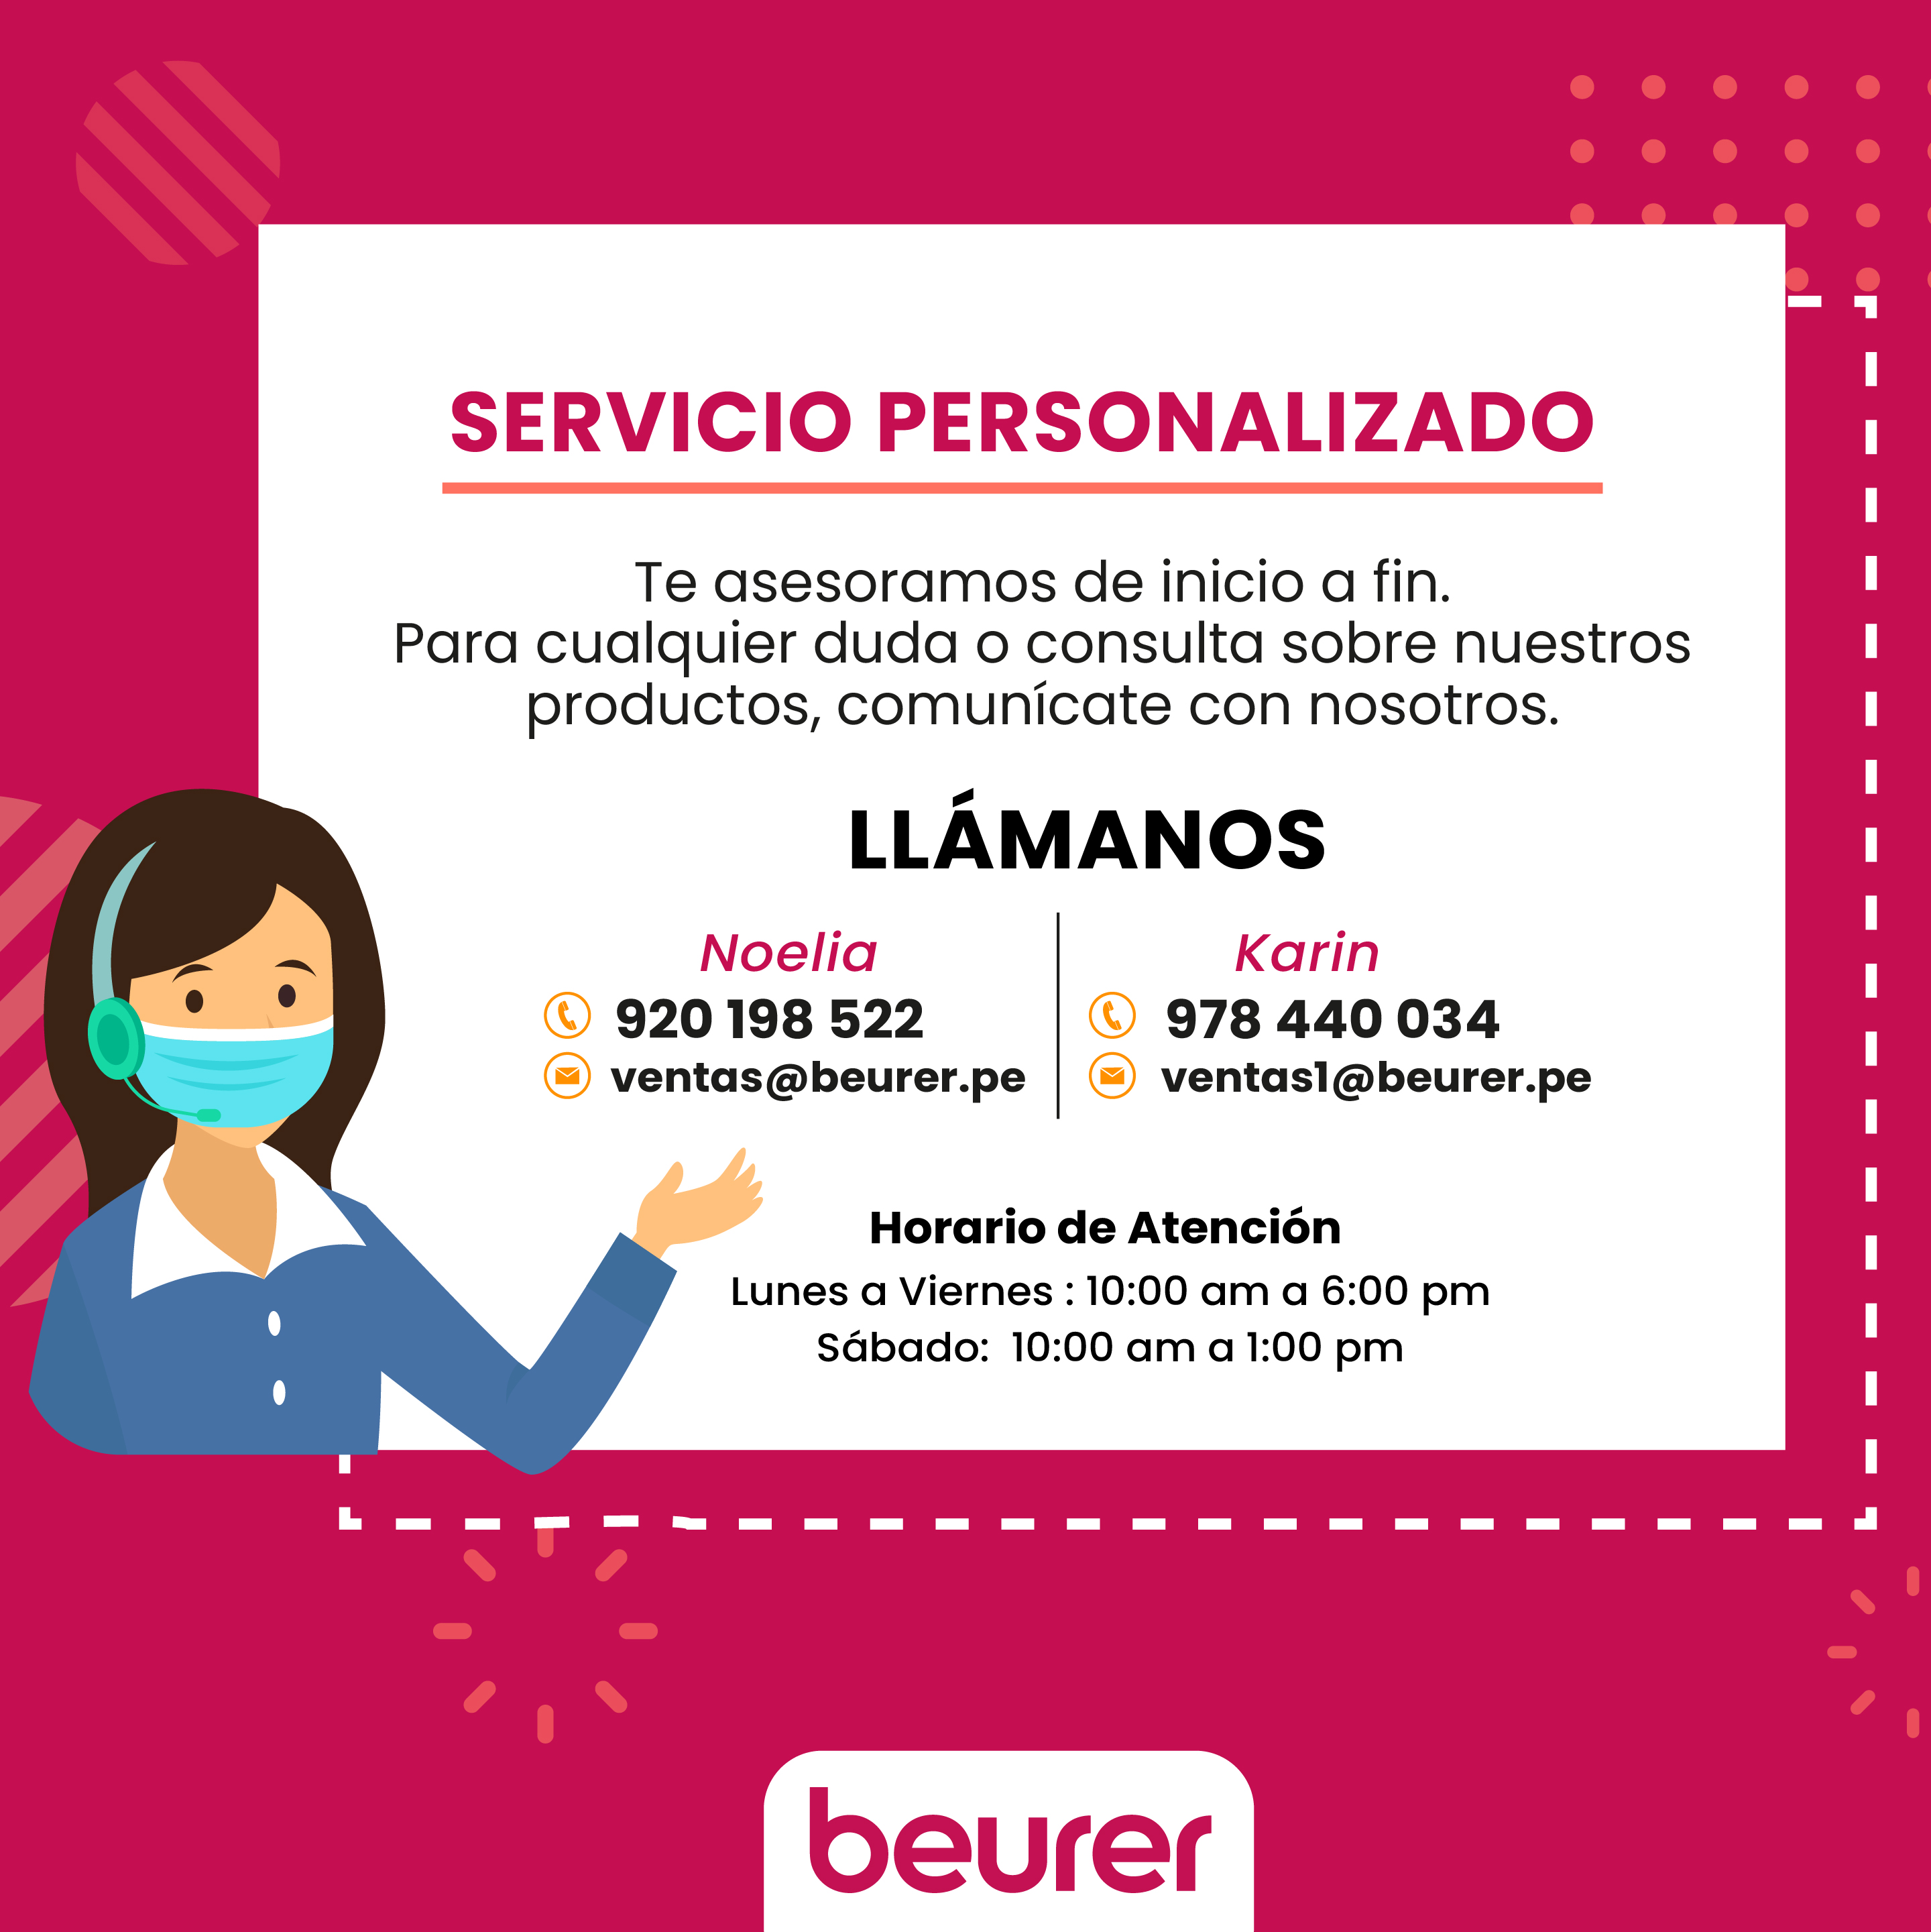 SERVICIO PERSONALIZADO
Te asesoramos de inicio a fin.
Para cualquier duda o consulta sobre nuestros
productos, comunícate con nosotros.
LLÁMANOS
Noelia
920 198 522
ventas@beurer.pe
Karin
978 440 034
ventas1@beurer.pe
Horario de Atención
Lunes a Viernes : 10:00 am a 6:00 pm
Sábado: 10:00 am a 1:00 pm
beurer